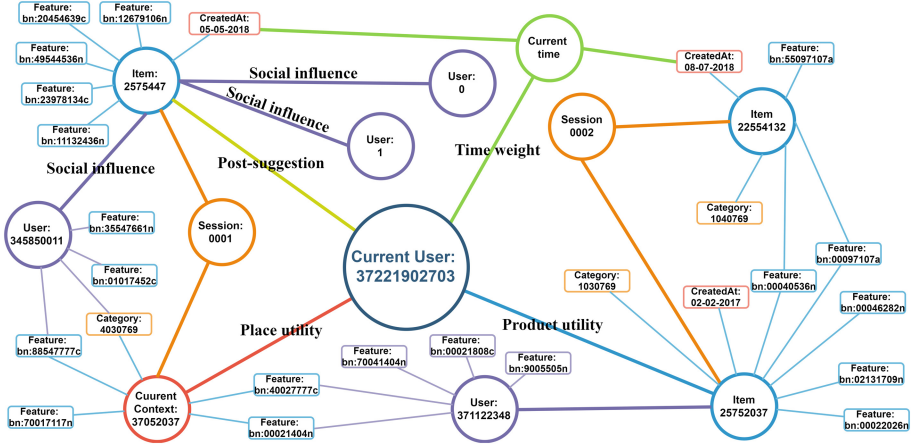 Feature:
bn:20454639c
Feature:
bn:12679106n
CreatedAt:
05-05-2018
Current
time
Feature:
bn:49544536n
Item:
2575447
Social influence
User:
0
CreatedAt:
08-07-2018
Feature:
bn:55097107a
Feature:
bn:23978134c
Social influence
Feature:
bn:11132436n
User:
1
Session
0002
Item
22554132
Social influence
Post-suggestion
Time weight
Category:
1040769
User:
345850011
Feature:
bn:35547661n
Session:
0001
Current User:
37221902703
Feature:
bn:01017452c
Category:
1030769
CreatedAt:
02-02-2017
Feature:
bn:00040536n
Feature:
bn:00097107a
Feature:
bn:00046282n
Category:
4030769
Place utility
Product utility
Feature:
bn:88547777c
Feature:
bn:70041404n
Feature:
bn:00021808c
Feature:
bn:9005505n
Feature:
bn:02131709n
Feature:
bn:70017117n
Cuurent
Context:
37052037
Feature:
bn:40027777c
Feature:
bn:00021404n
User:
371122348
Item
25752037
Feature:
bn:00022026n